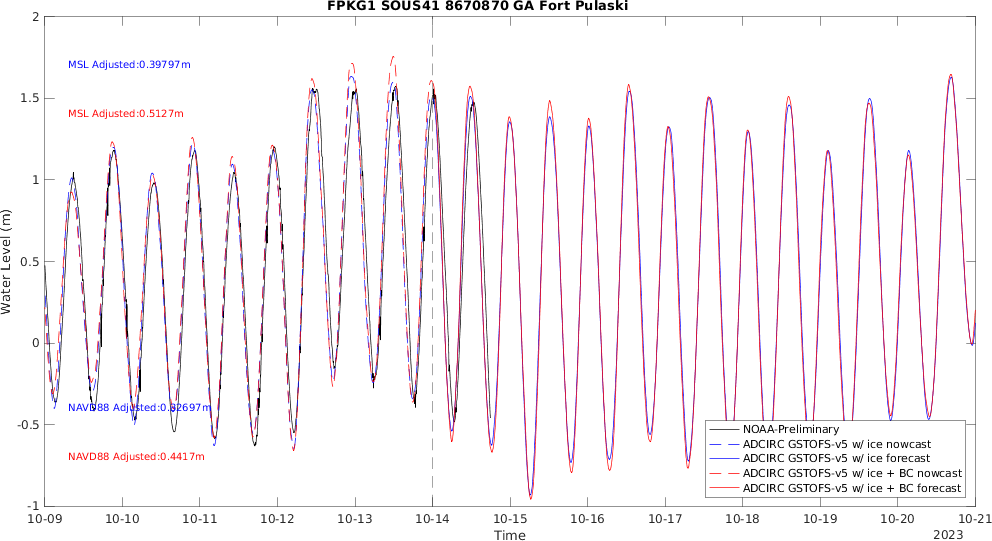 FPKG1 SOUS41 8670870 GA Fort Pulaski
2
1.5
1
0.5
0
-0.5
-1
Water Level (m)
MSL Adjusted:0.39797m
MSL Adjusted:0.5127m
NAVD88 Adjusted:0.32697m
NAVD88 Adjusted:0.4417m
NOAA-Preliminary
ADCIRC GSTOFS-v5 w/ ice nowcast
ADCIRC GSTOFS-v5 w/ ice forecast
ADCIRC GSTOFS-v5 w/ ice + BC nowcast
ADCIRC GSTOFS-v5 w/ ice + BC forecast
10-09 10-10 10-11 10-12 10-13 10-14 10-15 10-16 10-17 10-18 10-19 10-20 10-21
Time
2023